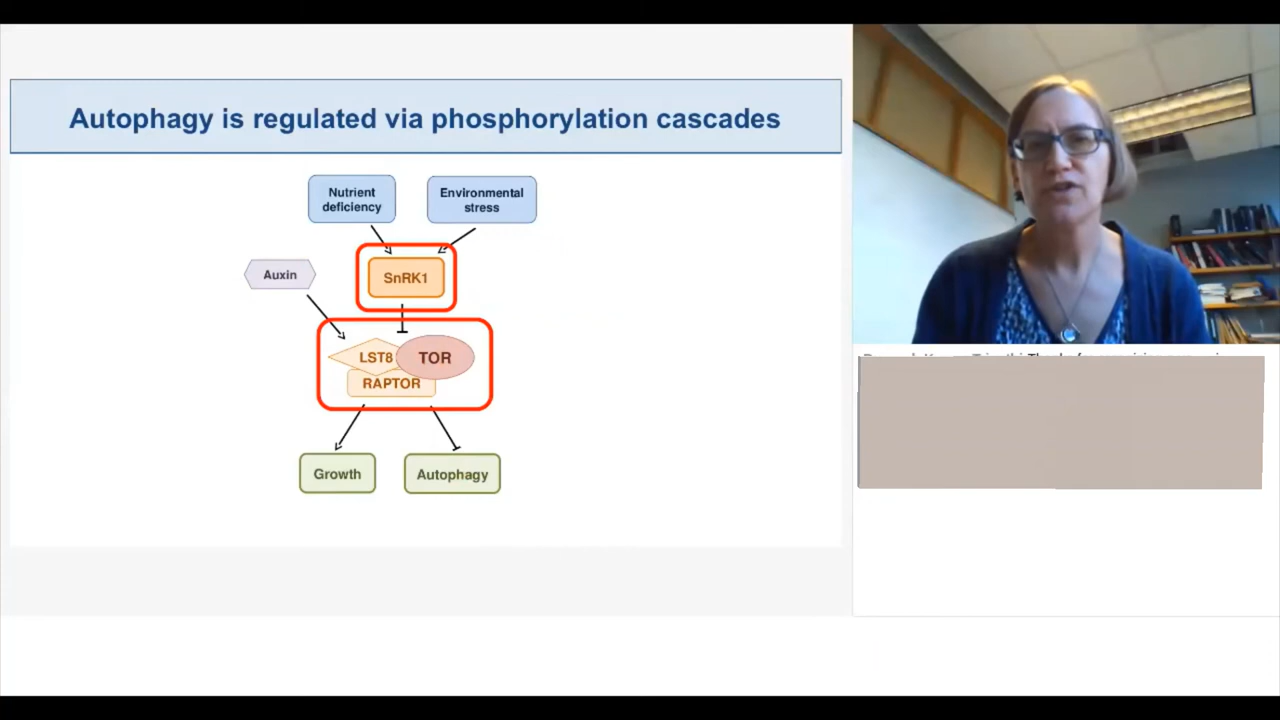 Autophagy is regulated via phosphorylation cascades
Nutrient
deficiency
Environmental
stress
Auxin
SnRK1
LST8
TOR
RAPTOR
Growth
Autophagy